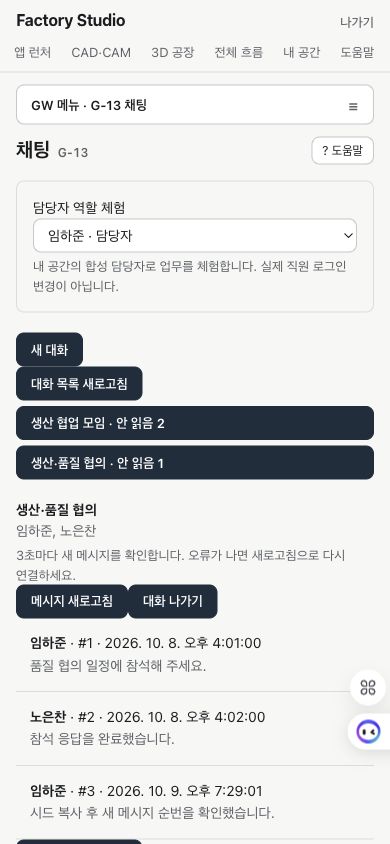 Factory Studio
나가기
앱 런처 CAD·CAM 3D 공장 전체 흐름 내 공간 도움말
GW 메뉴 · G-13 채팅 ≡
채팅 G-13
? 도움말
담당자 역할 체험
임하준 · 담당자
내 공간의 합성 담당자로 업무를 체험합니다. 실제 직원 로그인
변경이 아닙니다.
새 대화
대화 목록 새로고침
생산 협업 모임 · 안 읽음 2
생산·품질 협의 · 안 읽음 1
생산·품질 협의
임하준, 노은찬
3초마다 새 메시지를 확인합니다. 오류가 나면 새로고침으로 다시
연결하세요.
메시지 새로고침 대화 나가기
임하준 · #1 · 2026. 10. 8. 오후 4:01:00
품질 협의 일정에 참석해 주세요.
노은찬 · #2 · 2026. 10. 8. 오후 4:02:00
참석 응답을 완료했습니다.
임하준 · #3 · 2026. 10. 9. 오후 7:29:01
시드 복사 후 새 메시지 순번을 확인했습니다.